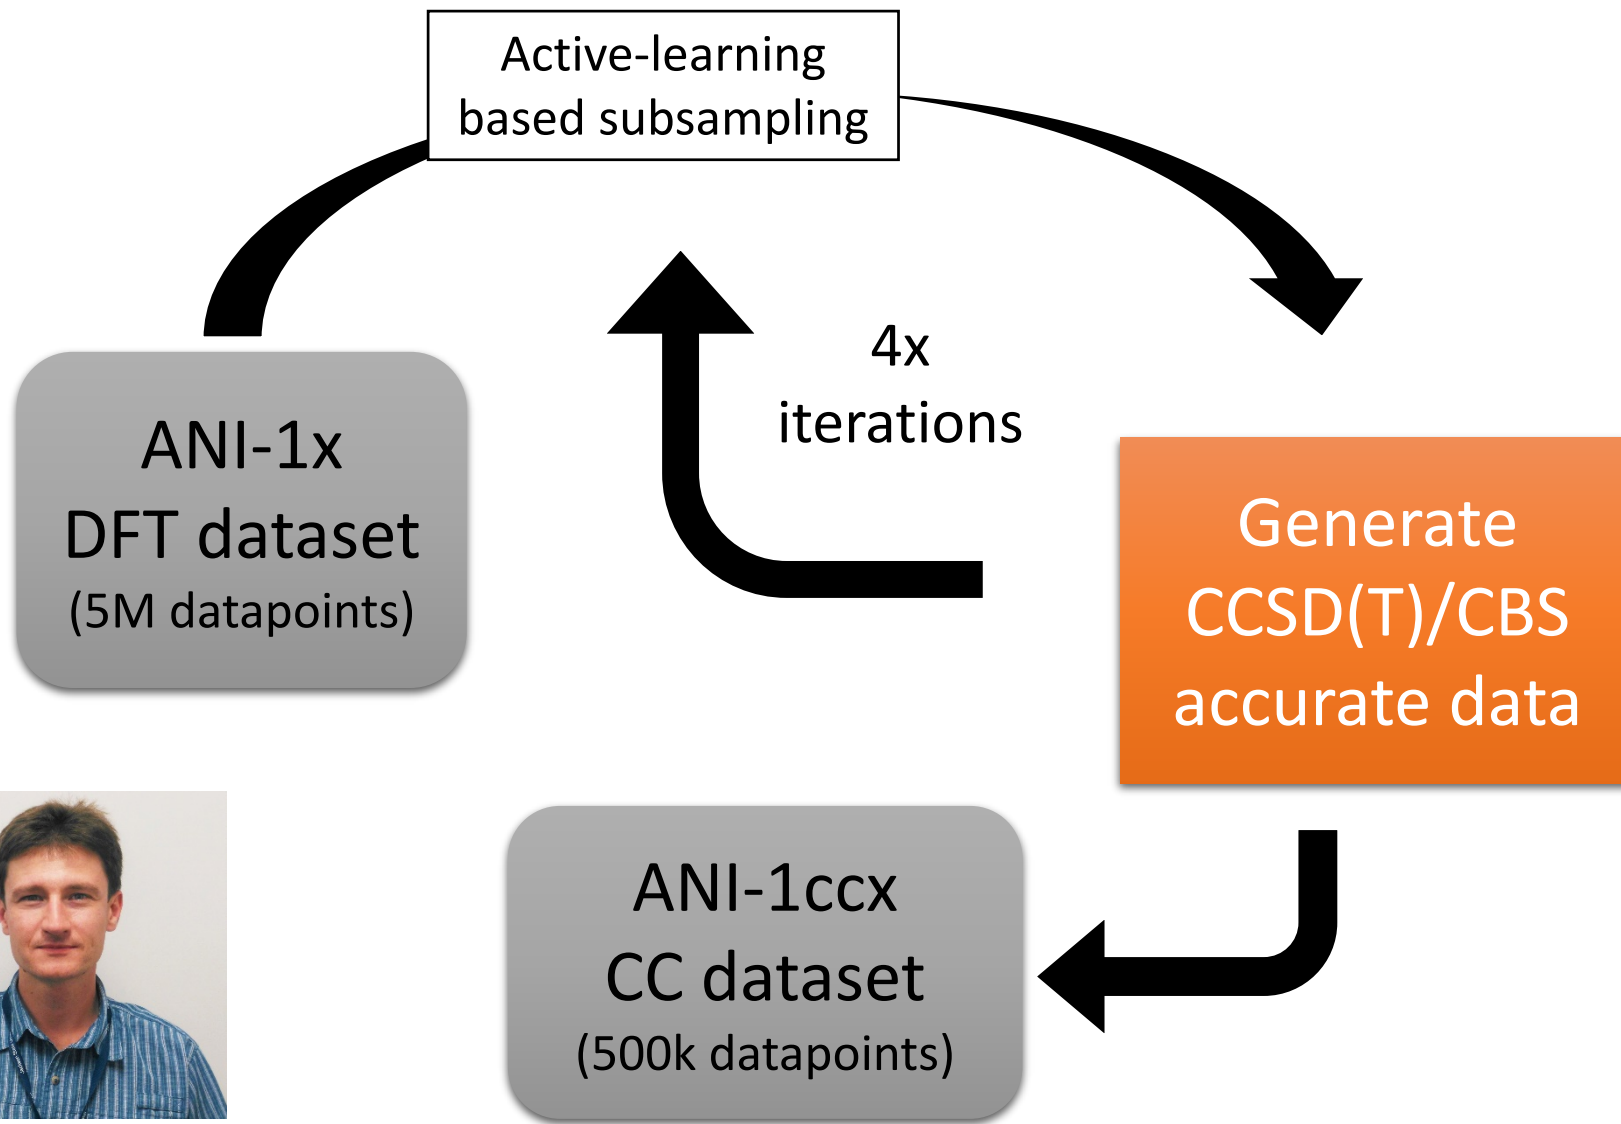 Active-learning
based subsampling
4x
iterations
ANI-1x
DFT dataset
(5M datapoints)
Generate
CCSD(T)/CBS
accurate data
ANI-1ccx
CC dataset
(500k datapoints)